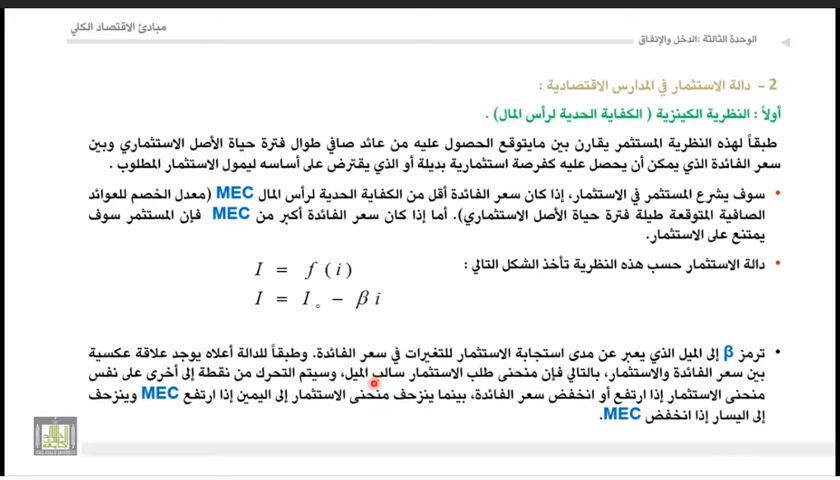 مبادئ الاقتصاد الكلي
الوحدة الثالثة :الدخل والإنفاق
2 - دالة الاستثمار في المدارس الاقتصادية :
أولاً : النظرية الكينزية ( الكفاية الحدية لرأس المال) .
طبقاً لهذه النظرية المستثمر يقارن بين مايتوقع الحصول عليه من عائد صافي طوال فترة حياة الأصل الاستثماري وبين
سعر الفائدة الذي يمكن أن يحصل عليه كفرصة استثمارية بديلة أو الذي يقترض على أساسه ليمول الاستثمار المطلوب .
• سوف يشرع المستثمر في الاستثمار، إذا كان سعر الفائدة أقل من الكفاية الحدية لرأس المال MEC (معدل الخصم للعوائد
الصافية المتوقعة طيلة فترة حياة الأصل الاستثماري). أما إذا كان سعر الفائدة أكبر من MEC فإن المستثمر سوف
يمتنع على الاستثمار.
• دالة الاستثمار حسب هذه النظرية تأخذ الشكل التالي :
I = f (i)
I = I॰ − β i
• ترمز β إلى الميل الذي يعبر عن مدى استجابة الاستثمار للتغيرات في سعر الفائدة. وطبقاً للدالة أعلاه يوجد علاقة عكسية
بين سعر الفائدة والاستثمار، بالتالي فإن منحنى طلب الاستثمار سالب الميل، وسيتم التحرك من نقطة إلى أخرى على نفس
منحنى الاستثمار إذا ارتفع أو انخفض سعر الفائدة، بينما ينزحف منحنى الاستثمار إلى اليمين إذا ارتفع MEC وينزحف
إلى اليسار إذا انخفض MEC.